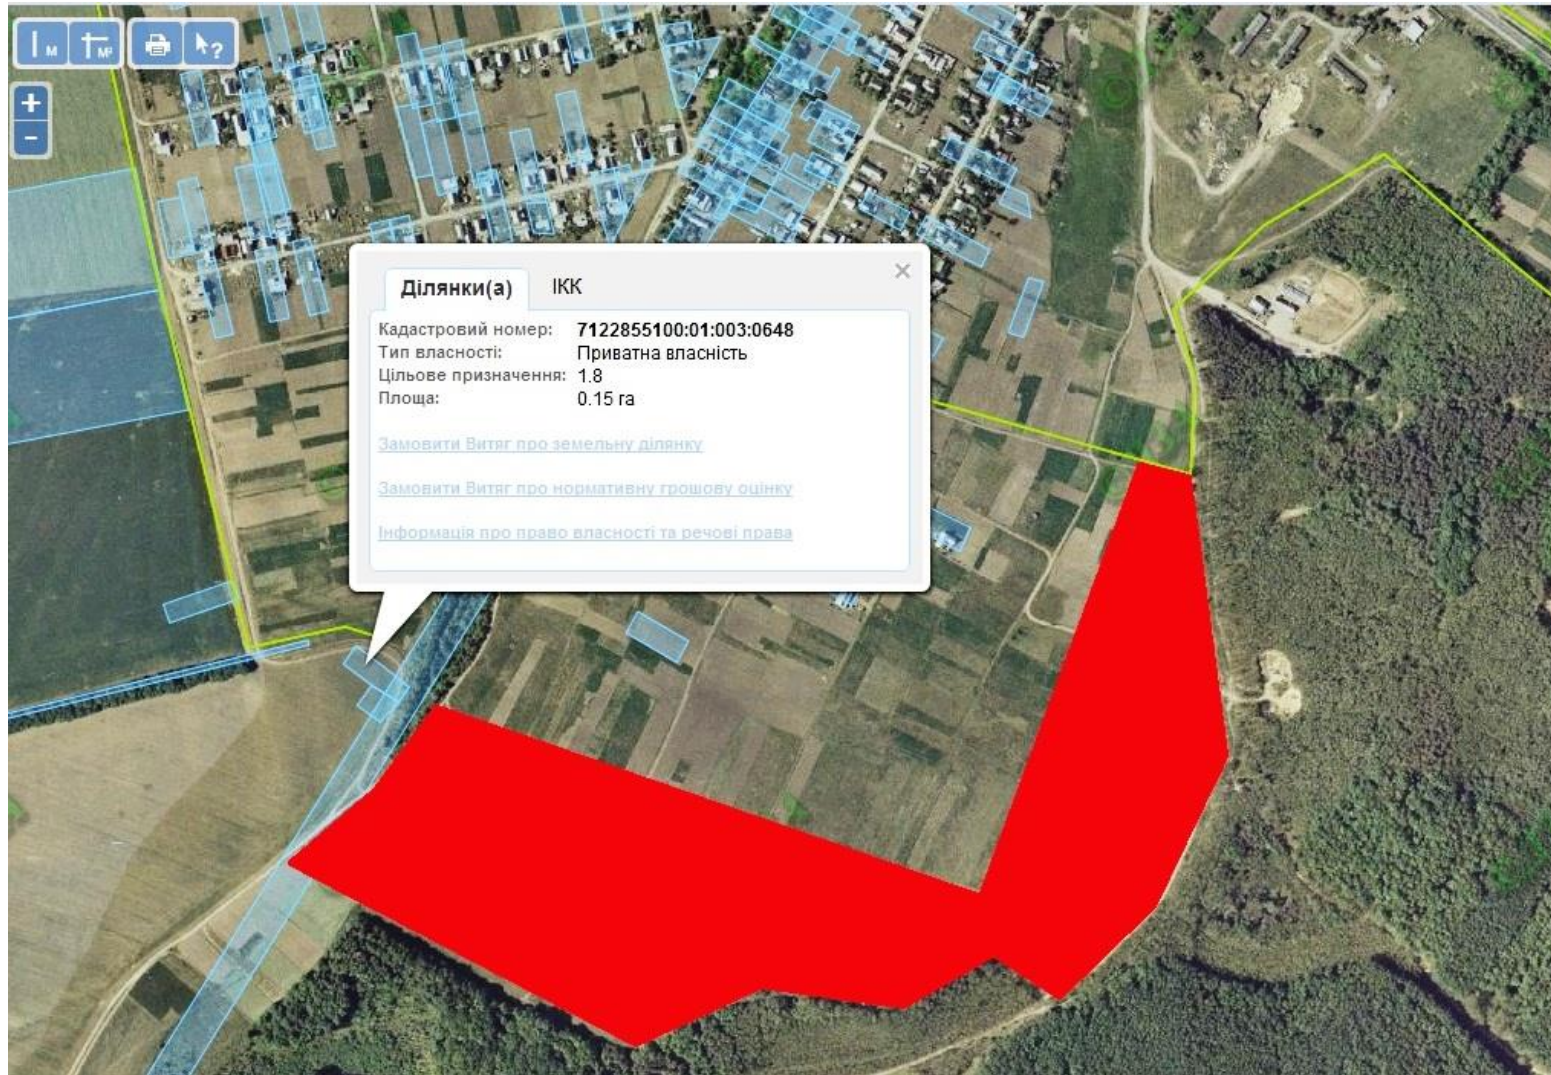 М
М²
?
+
-
Ділянки(а) ІКК ×
Кадастровий номер: 7122855100:01:003:0648
Тип власності: Приватна власність
Цільове призначення: 1.8
Площа: 0.15 га
Замовити Витяг про земельну ділянку
Замовити Витяг про нормативну грошову оцінку
Інформація про право власності та речові права